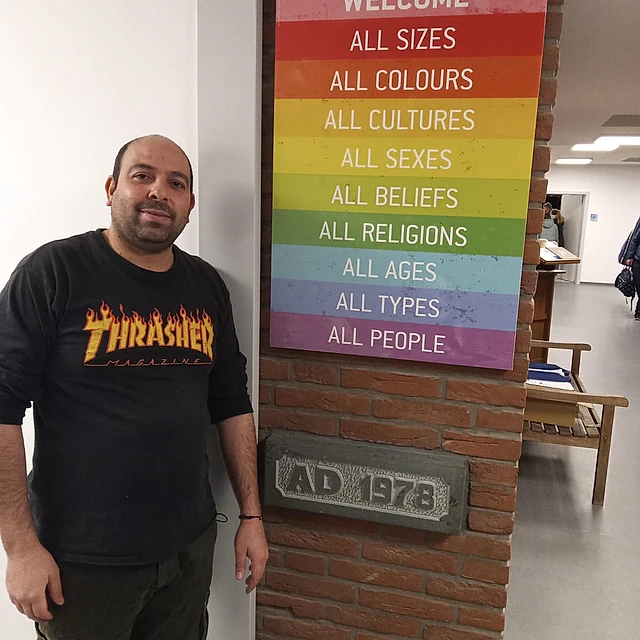 WELCOME
ALL SIZES
ALL COLOURS
ALL CULTURES
ALL SEXES
ALL BELIEFS
ALL RELIGIONS
ALL AGES
ALL TYPES
ALL PEOPLE
THRASHER
MAGAZINE
AD 1978